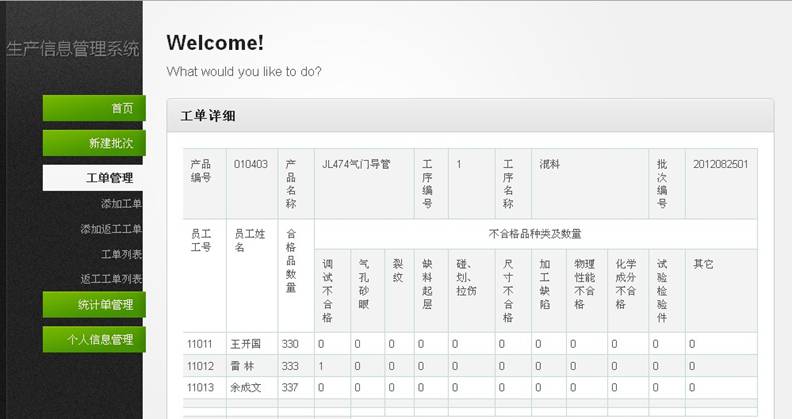 生产信息管理系统
首页
新建批次
工单管理
添加工单
添加返工工单
工单列表
返工工单列表
统计单管理
个人信息管理
Welcome!
What would you like to do?
工单详细
产品编号 010403 产品名称 JL474气门导管 工序编号 1 工序名称 混料 批次编号 2012082501
员工工号 员工姓名 合格品数量 不合格品种类及数量
调试不合格 气孔砂眼 裂纹 缺料起层 碰、划、拉伤 尺寸不合格 加工缺陷 物理性能不合格 化学成分不合格 试验检验件 其它
11011 王开国 330 0 0 0 0 0 0 0 0 0 0 0
11012 雷 林 333 1 0 0 0 0 0 0 0 0 0 0
11013 余成文 337 0 0 0 0 0 0 0 0 0 0 0